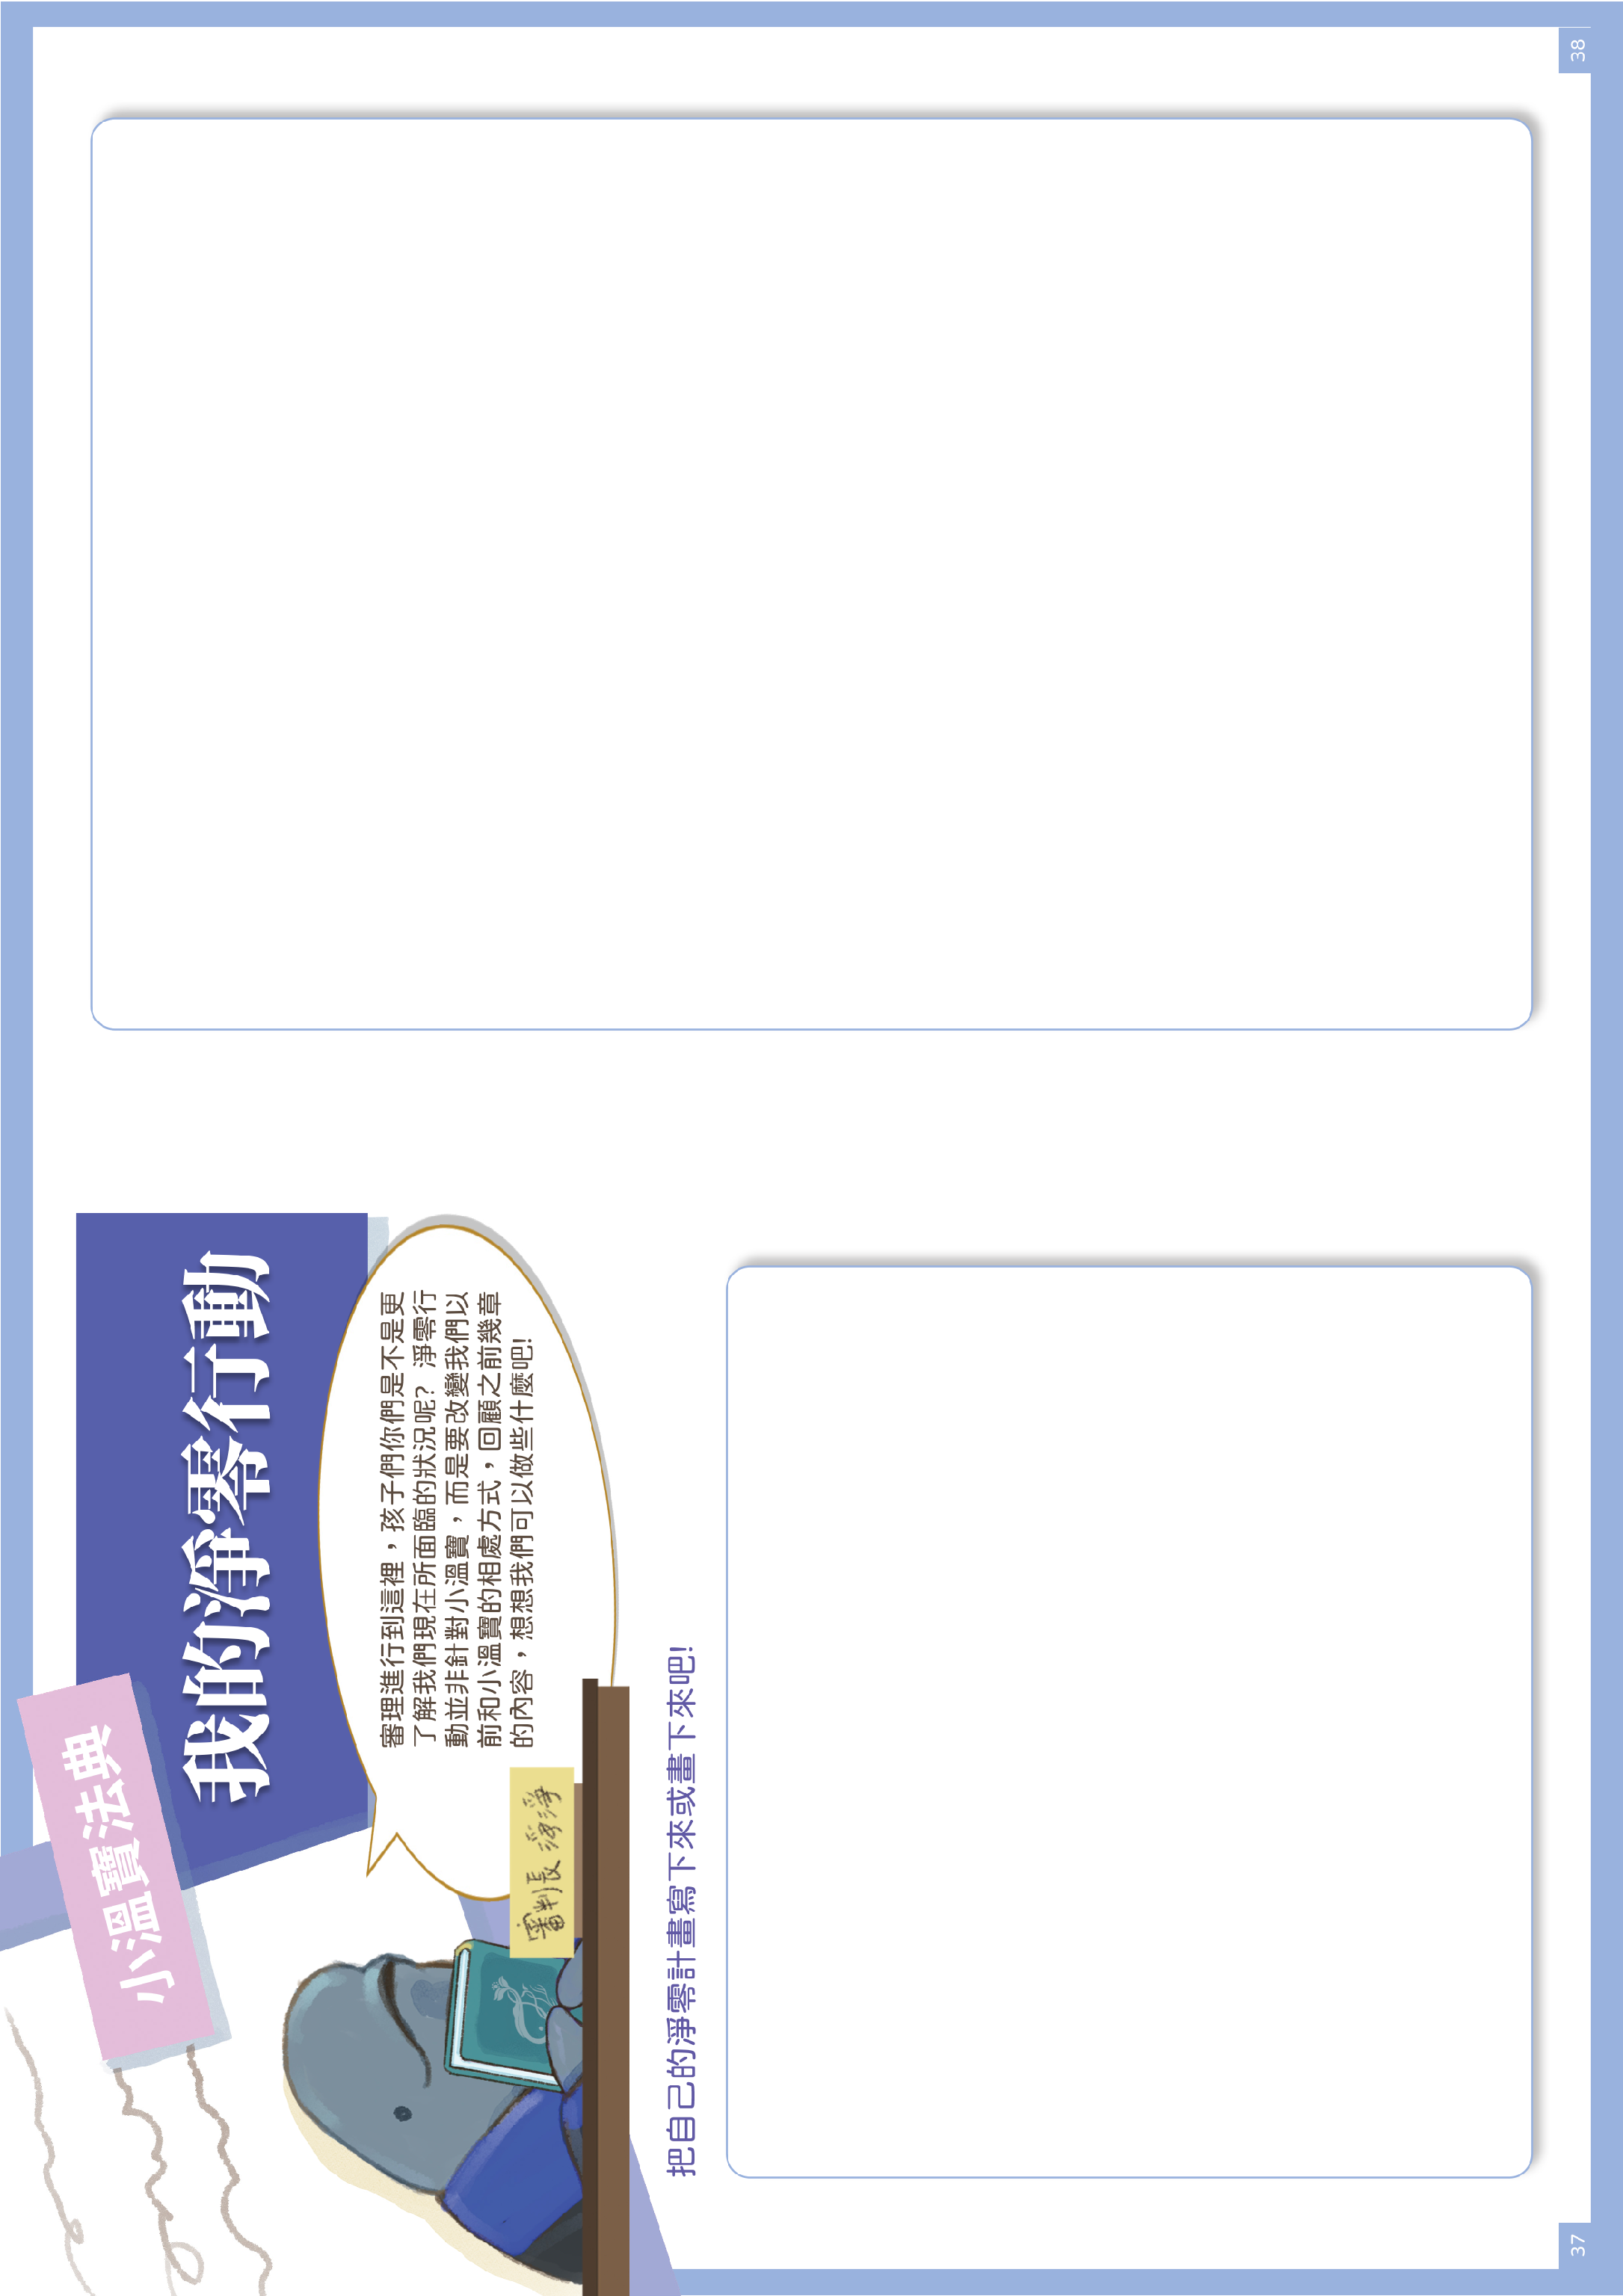 小溫寶法典
我的淨零行動
審理進行到這裡，孩子們你們是不是更
了解我們現在所面臨的狀況呢？淨零行
動並非針對小溫寶，而是要改變我們以
前和小溫寶的相處方式，回顧之前幾章
的內容，想想我們可以做些什麼吧！
審判長 淨淨
把自己的淨零計畫寫下來或畫下來吧！
37
38